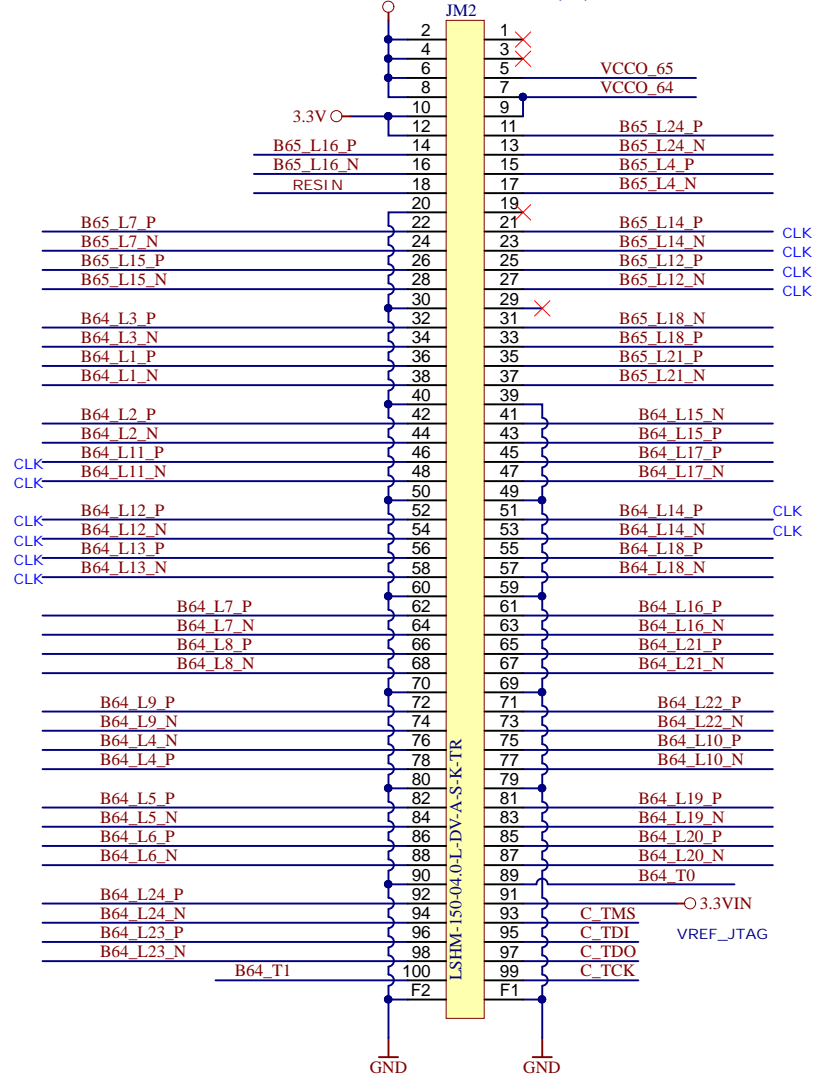 JM2
2 1
4 3
6 5 VCCO_65
8 7 VCCO_64
3.3V 10 9
12 11 B65_L24_P
B65_L16_P 14 13 B65_L24_N
B65_L16_N 16 15 B65_L4_P
RESIN 18 17 B65_L4_N
20 19
B65_L7_P 22 21 B65_L14_P CLK
B65_L7_N 24 23 B65_L14_N CLK
B65_L15_P 26 25 B65_L12_P CLK
B65_L15_N 28 27 B65_L12_N CLK
30 29
B64_L3_P 32 31 B65_L18_N
B64_L3_N 34 33 B65_L18_P
B64_L1_P 36 35 B65_L21_P
B64_L1_N 38 37 B65_L21_N
40 39
B64_L2_P 42 41 B64_L15_N
B64_L2_N 44 43 B64_L15_P
CLK B64_L11_P 46 45 B64_L17_P
CLK B64_L11_N 48 47 B64_L17_N
50 49
CLK B64_L12_P 52 51 B64_L14_P CLK
CLK B64_L12_N 54 53 B64_L14_N CLK
CLK B64_L13_P 56 55 B64_L18_P
CLK B64_L13_N 58 57 B64_L18_N
60 59
B64_L7_P 62 61 B64_L16_P
B64_L7_N 64 63 B64_L16_N
B64_L8_P 66 65 B64_L21_P
B64_L8_N 68 67 B64_L21_N
70 69
B64_L9_P 72 71 B64_L22_P
B64_L9_N 74 73 B64_L22_N
B64_L4_N 76 75 B64_L10_P
B64_L4_P 78 77 B64_L10_N
80 79
B64_L5_P 82 81 B64_L19_P
B64_L5_N 84 83 B64_L19_N
B64_L6_P 86 85 B64_L20_P
B64_L6_N 88 87 B64_L20_N
90 89 B64_T0
B64_L24_P 92 91 3.3VIN
B64_L24_N 94 93 C_TMS
B64_L23_P 96 95 C_TDI VREF_JTAG
B64_L23_N 98 97 C_TDO
B64_T1 100 99 C_TCK
F2 F1
LSHM-150-04.0-L-DV-A-S-K-TR
GND GND